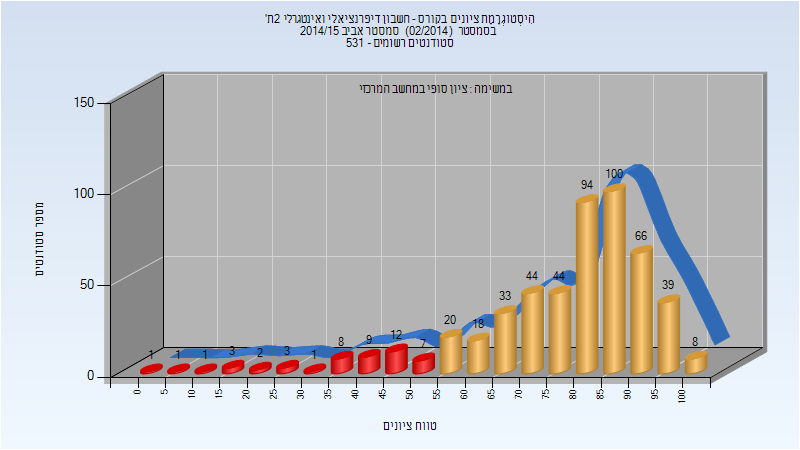 הִיסְטוֹגְרַמַת ציונים בקורס - חשבון דיפרנציאלי ואינטגרלי 2ת'
בסמסטר (02/2014) סמסטר אביב 2014/15
סטודנטים רשומים - 531
במשימה : ציון סופי במחשב המרכזי
מספר סטודנטים
150
100
50
0
1 1 1 3 2 3 1 8 9 12 7 20 18 33 44 44 94 100 66 39 8
0 5 10 15 20 25 30 35 40 45 50 55 60 65 70 75 80 85 90 95 100
טווח ציונים